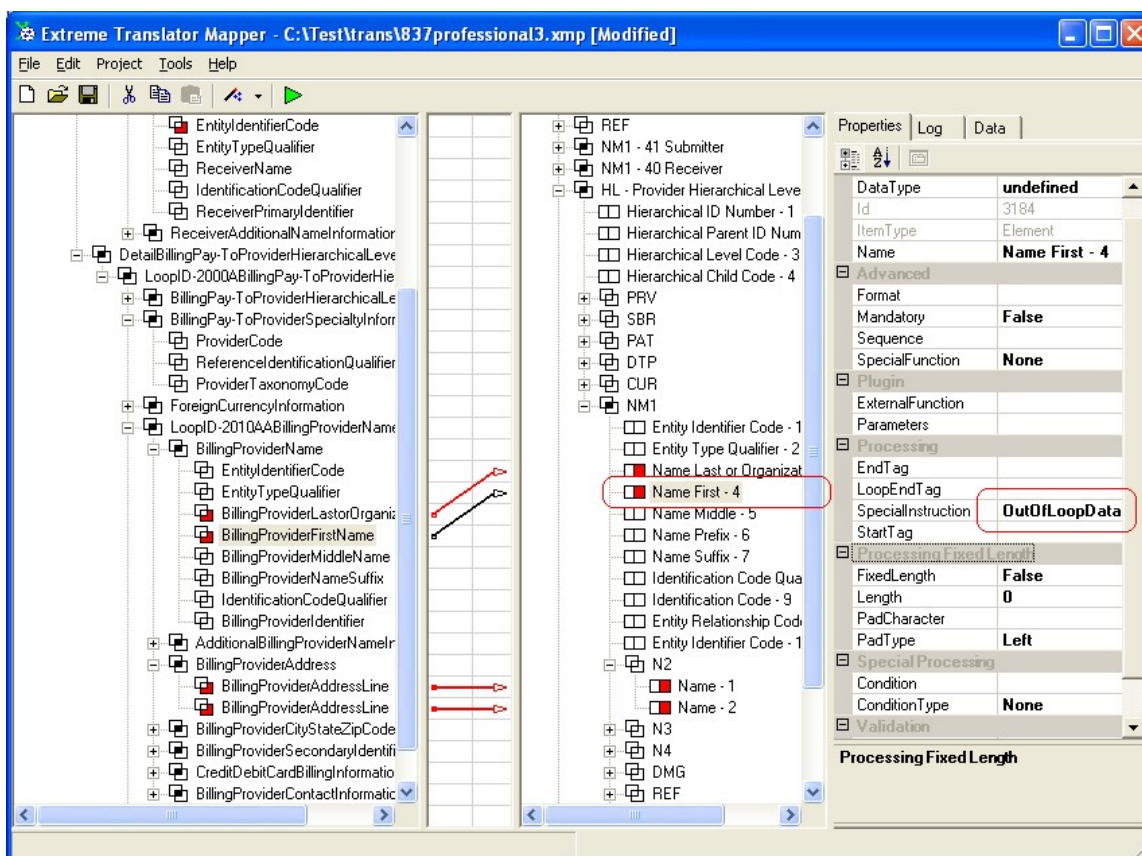 Extreme Translator Mapper - C:\Test\trans\837professional3.xmp [Modified]
File Edit Project Tools Help
EntityIdentifierCode
EntityTypeQualifier
ReceiverName
IdentificationCodeQualifier
ReceiverPrimaryIdentifier
ReceiverAdditionalNameInformation
DetailBillingPay-ToProviderHierarchicalLeve
LoopID-2000ABillingPay-ToProviderHie
BillingPay-ToProviderHierarchicalLe
BillingPay-ToProviderSpecialtyInforr
ProviderCode
ReferenceIdentificationQualifier
ProviderTaxonomyCode
ForeignCurrencyInformation
LoopID-2010AABillingProviderName
BillingProviderName
EntityIdentifierCode
EntityTypeQualifier
BillingProviderLastorOrganiz
BillingProviderFirstName
BillingProviderMiddleName
BillingProviderNameSuffix
IdentificationCodeQualifier
BillingProviderIdentifier
AdditionalBillingProviderNameIr
BillingProviderAddress
BillingProviderAddressLine
BillingProviderAddressLine
BillingProviderCityStateZipCode
BillingProviderSecondaryIdentifi
CreditDebitCardBillingInformatio
BillingProviderContactInformatic
REF
NM1 - 41 Submitter
NM1 - 40 Receiver
HL - Provider Hierarchical Leve
Hierarchical ID Number - 1
Hierarchical Parent ID Num
Hierarchical Level Code - 3
Hierarchical Child Code - 4
PRV
SBR
PAT
DTP
CUR
NM1
Entity Identifier Code - 1
Entity Type Qualifier - 2
Name Last or Organizat
Name First - 4
Name Middle - 5
Name Prefix - 6
Name Suffix - 7
Identification Code Qua
Identification Code - 9
Entity Relationship Code
Entity Identifier Code - 1
N2
Name - 1
Name - 2
N3
N4
DMG
REF
Properties Log Data
DataType undefined
Id 3184
ItemType Element
Name Name First - 4
Advanced
Format
Mandatory False
Sequence
SpecialFunction None
Plugin
ExternalFunction
Parameters
Processing
EndTag
LoopEndTag
SpecialInstruction OutOfLoopData
StartTag
Processing Fixed Length
FixedLength False
Length 0
PadCharacter
PadType Left
Special Processing
Condition
ConditionType None
Validation
Processing Fixed Length